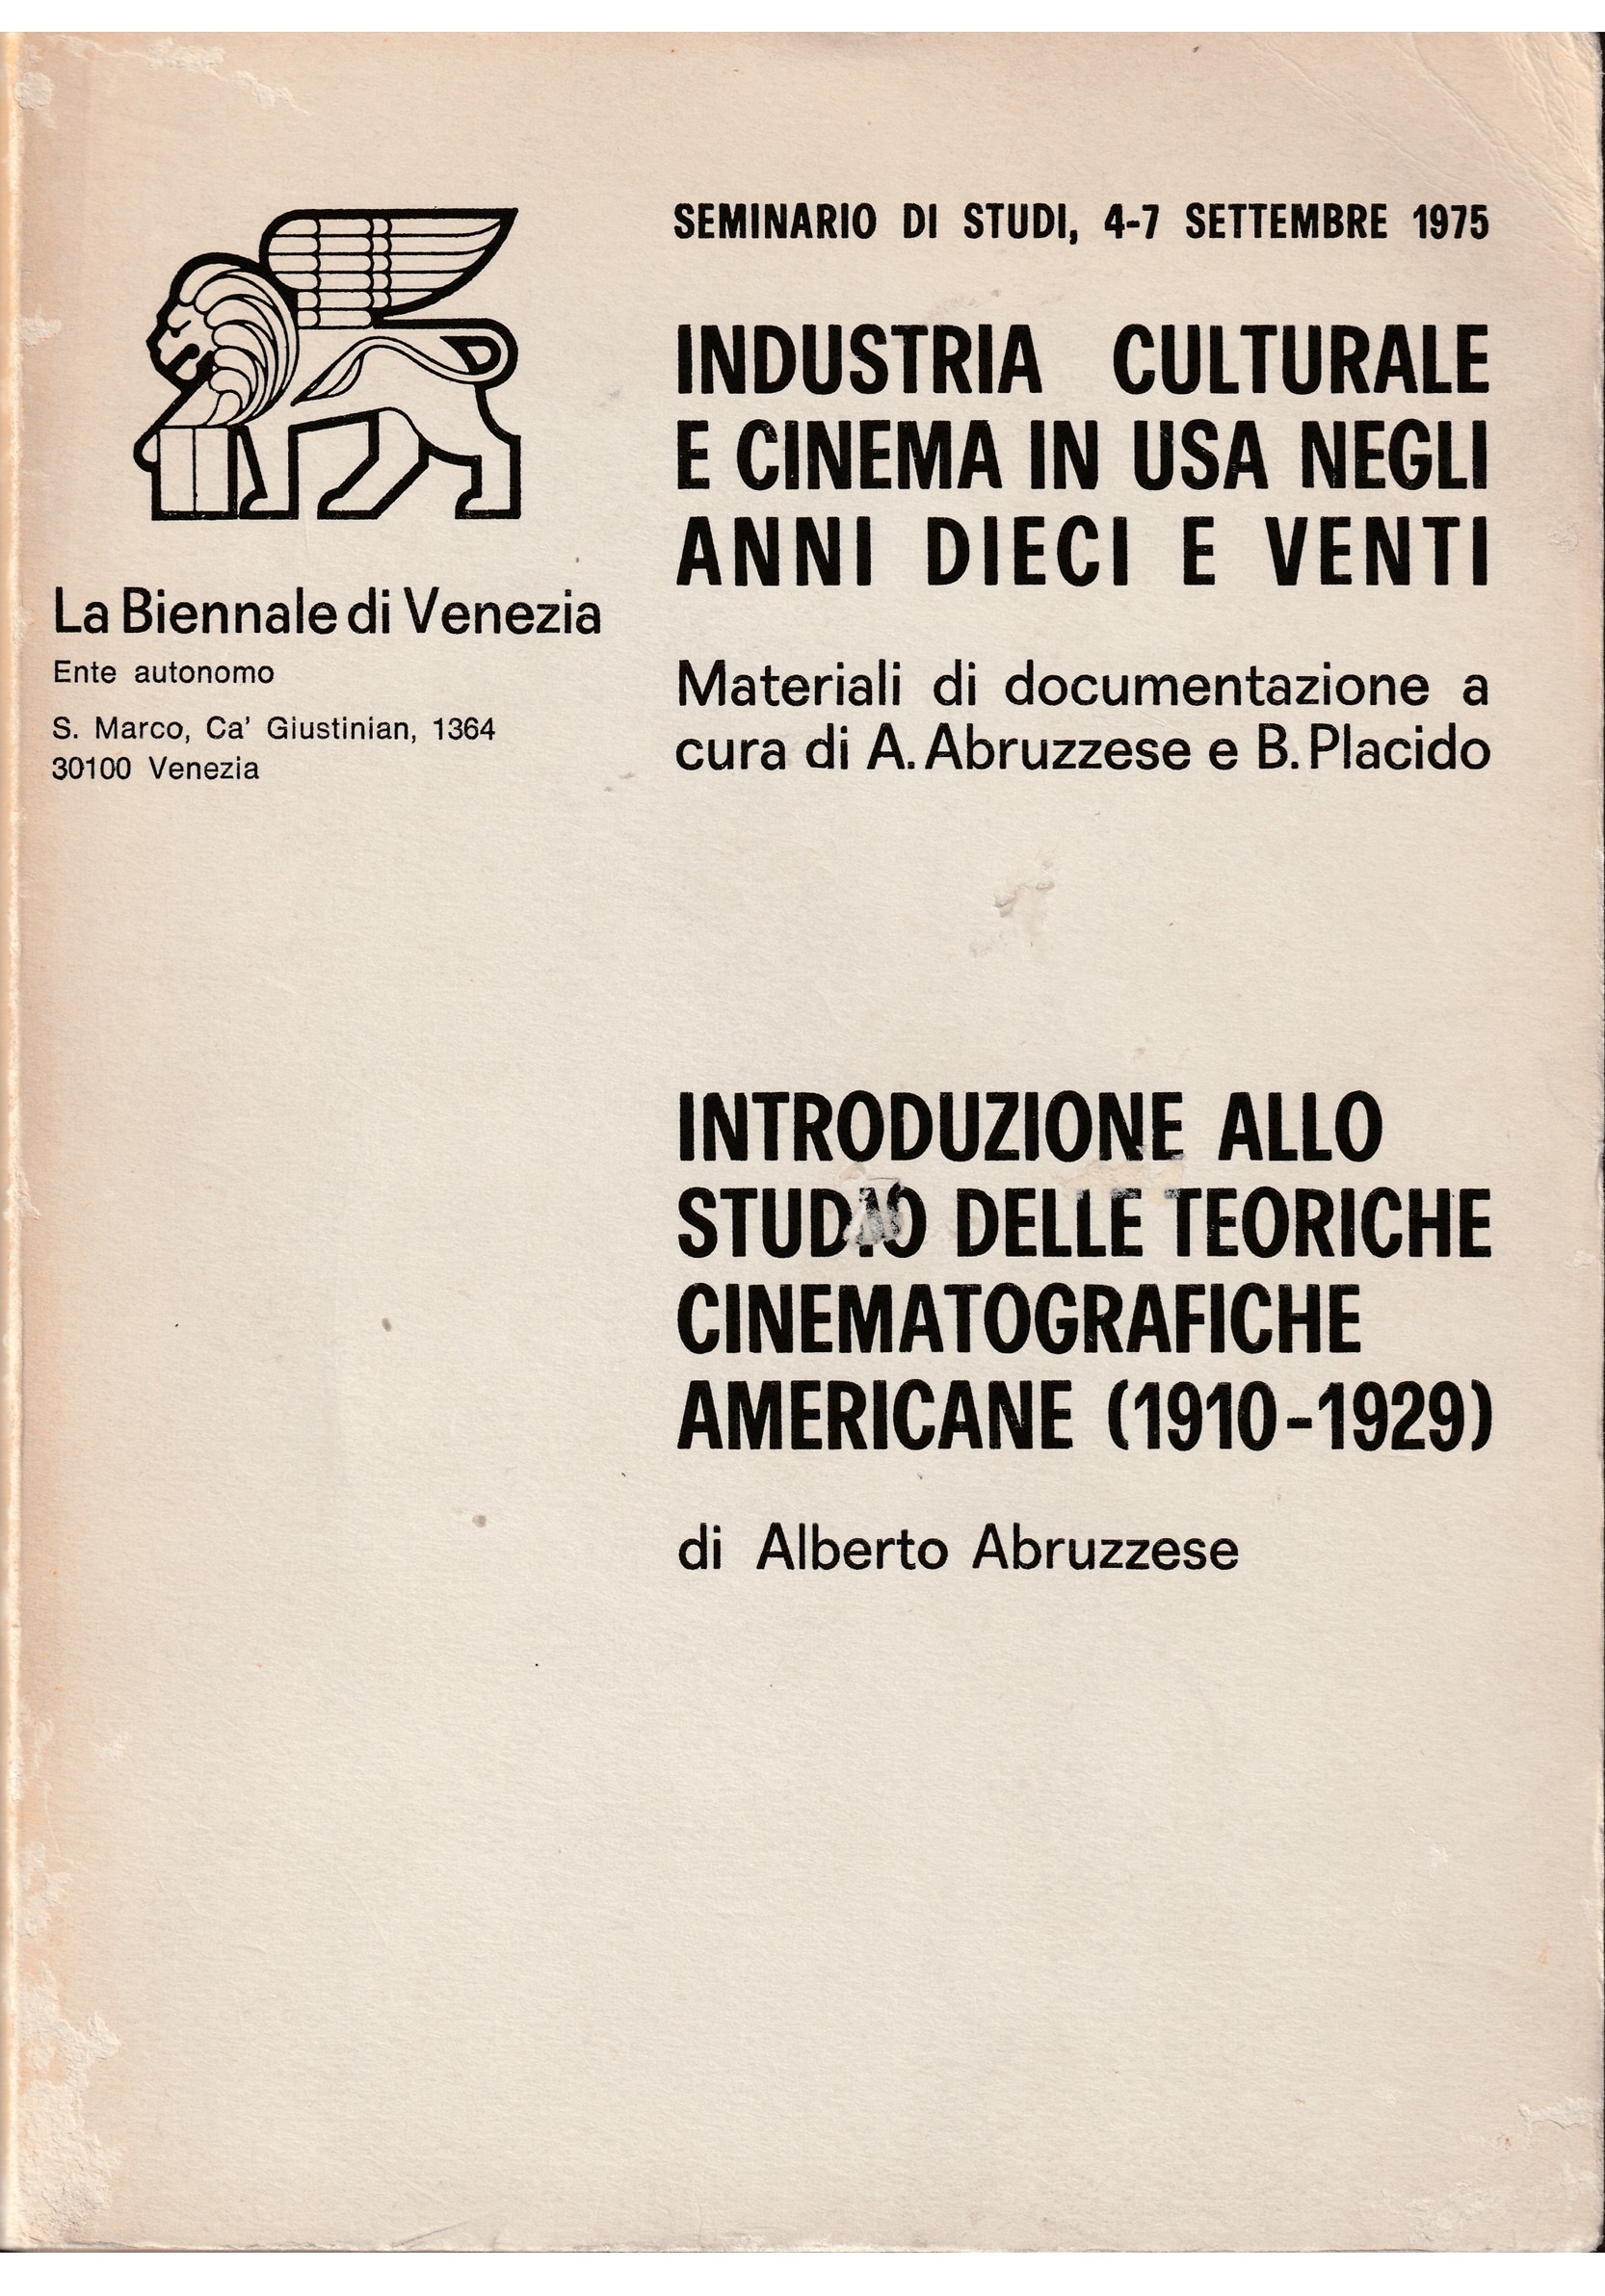 La Biennale di Venezia
Ente autonomo
S. Marco, Ca' Giustinian, 1364
30100 Venezia
SEMINARIO DI STUDI, 4-7 SETTEMBRE 1975
INDUSTRIA CULTURALE
E CINEMA IN USA NEGLI
ANNI DIECI E VENTI
Materiali di documentazione a
cura di A. Abruzzese e B. Placido
INTRODUZIONE ALLO
STUDIO DELLE TEORICHE
CINEMATOGRAFICHE
AMERICANE (1910-1929)
di Alberto Abruzzese